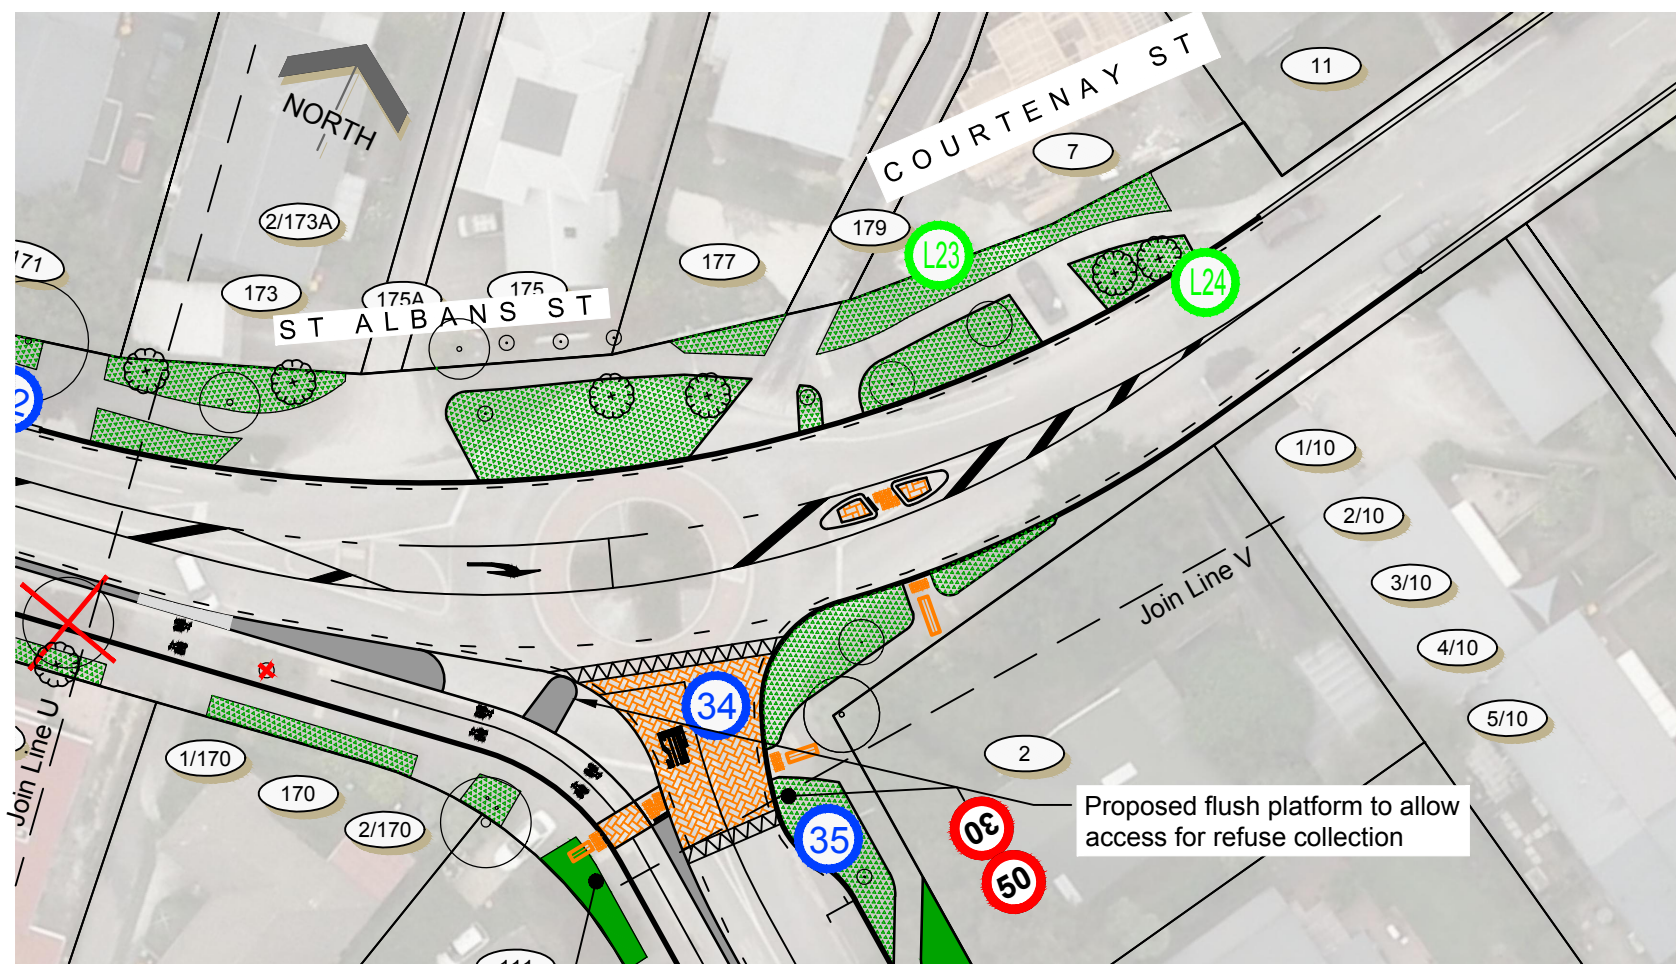 COURTENAY ST
11
NORTH
7
2/173A
179
171
L23
177
173
175A
175
L24
ST ALBANS ST
1/10
2/10
Join Line V
3/10
4/10
34
5/10
Join Line U
1/170
2
170
Proposed flush platform to allow
access for refuse collection
2/170
35
30
50